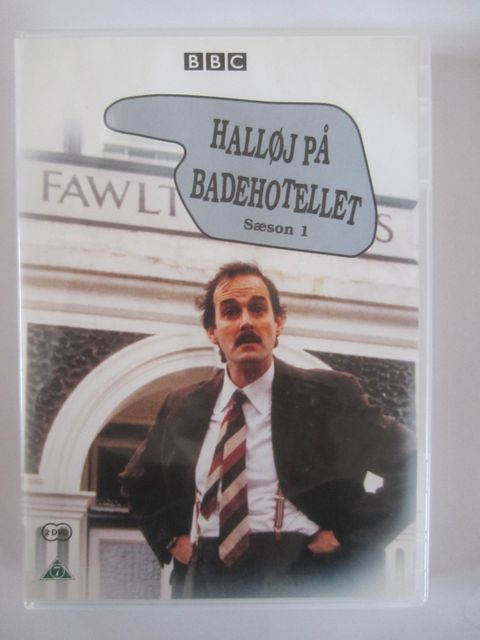 BBC
HALLØJ PÅ
BADEHOTELLET
Sæson 1
FAWLT
S
2 DVD
7